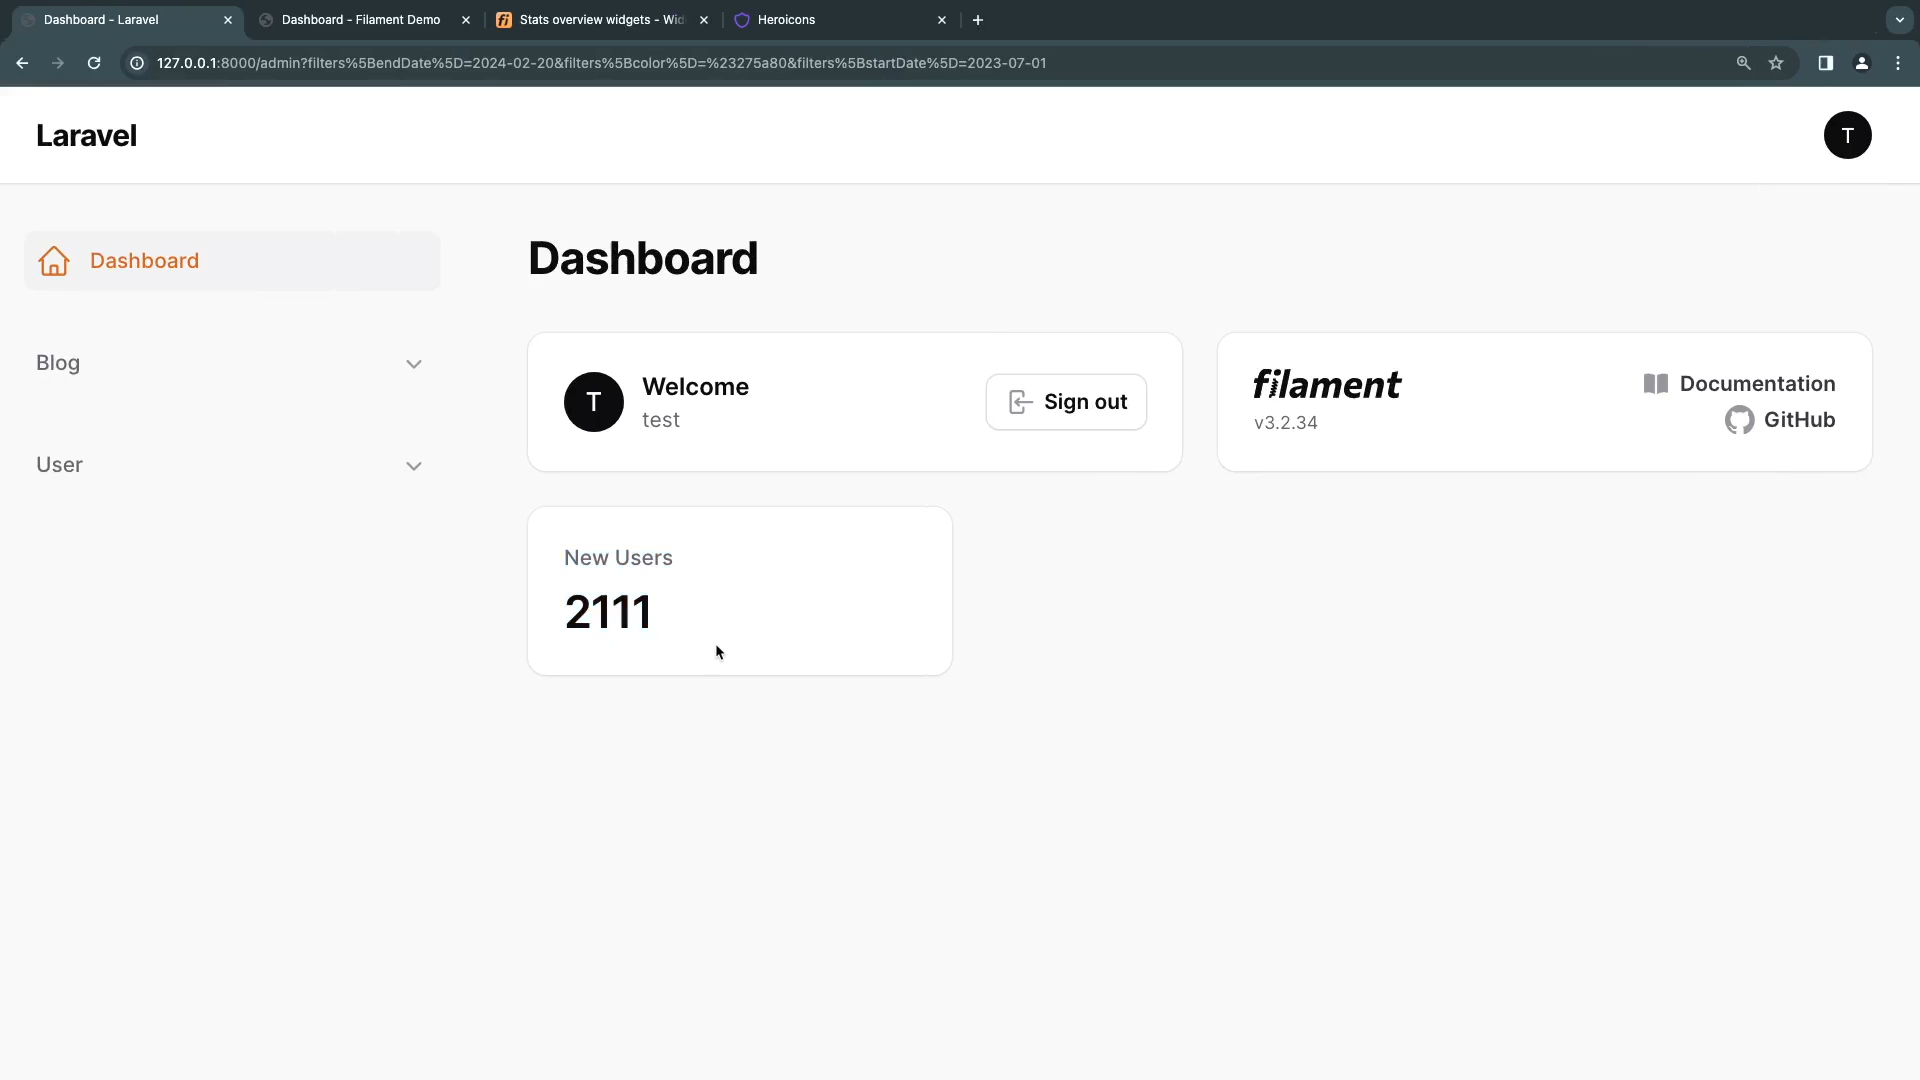 Dashboard - Laravel
Dashboard - Filament Demo
Stats overview widgets - Wid
Heroicons
127.0.0.1:8000/admin?filters%5BendDate%5D=2024-02-20&filters%5Bcolor%5D=%23275a80&filters%5BstartDate%5D=2023-07-01
Laravel
T
Dashboard
Blog
User
Dashboard
T
Welcome
test
Sign out
filament
v3.2.34
Documentation
GitHub
New Users
2111